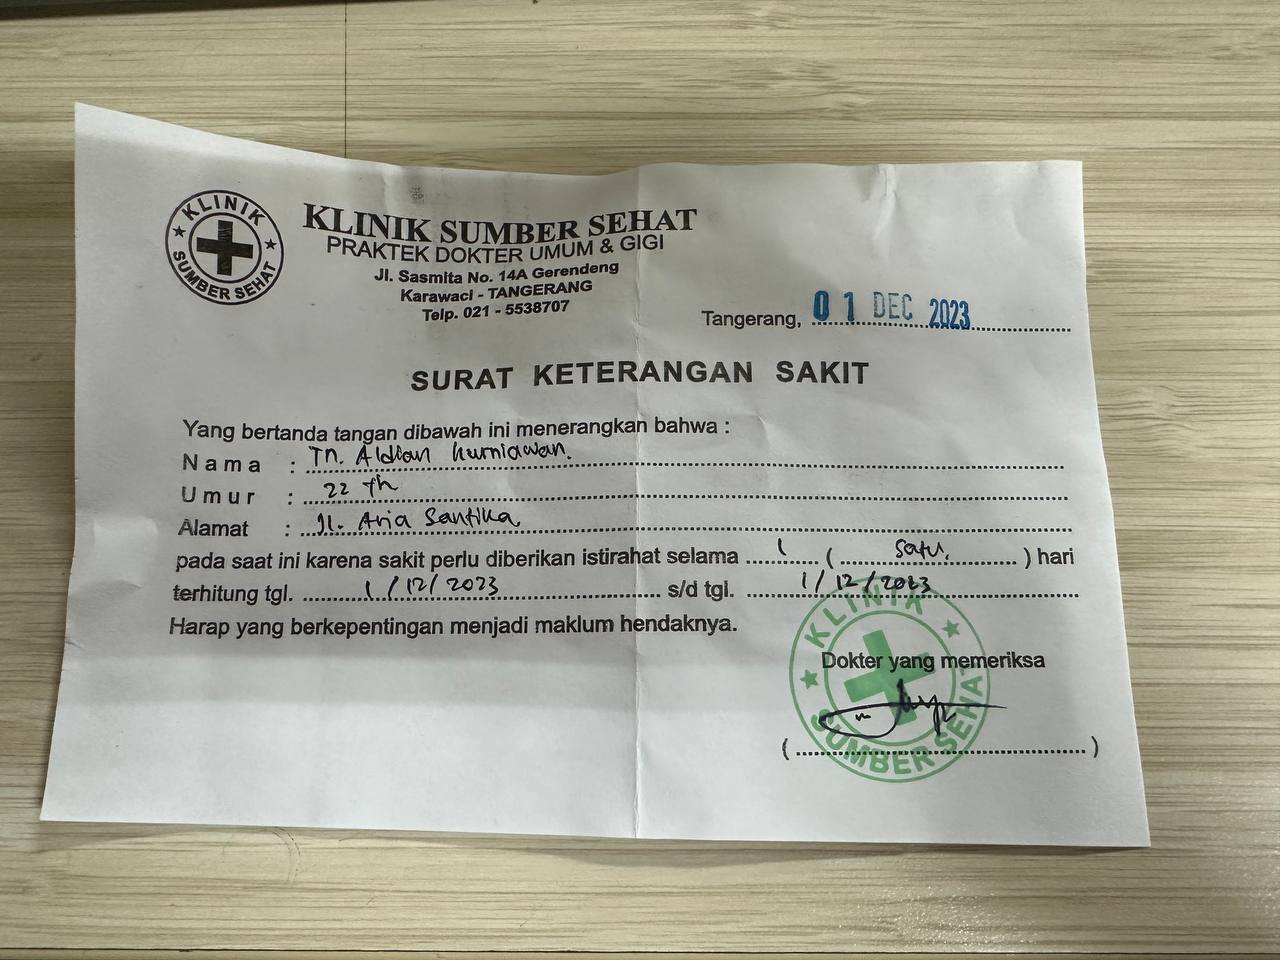 KLINIK
SUMBER SEHAT
KLINIK SUMBER SEHAT
PRAKTEK DOKTER UMUM & GIGI
Jl. Sasmita No. 14A Gerendeng
Karawaci - TANGERANG
Telp. 021 - 5538707
Tangerang, 01 DEC 2023
SURAT KETERANGAN SAKIT
Yang bertanda tangan dibawah ini menerangkan bahwa :
Nama : Tn. Aldian Kurniawan.
Umur : 22 Th
Alamat : Jl. Aria Santika
pada saat ini karena sakit perlu diberikan istirahat selama 1 ( satu. ) hari
terhitung tgl. 1/12/2023 s/d tgl. 1/12/2023
Harap yang berkepentingan menjadi maklum hendaknya.
Dokter yang memeriksa
KLINIK
SUMBER SEHAT